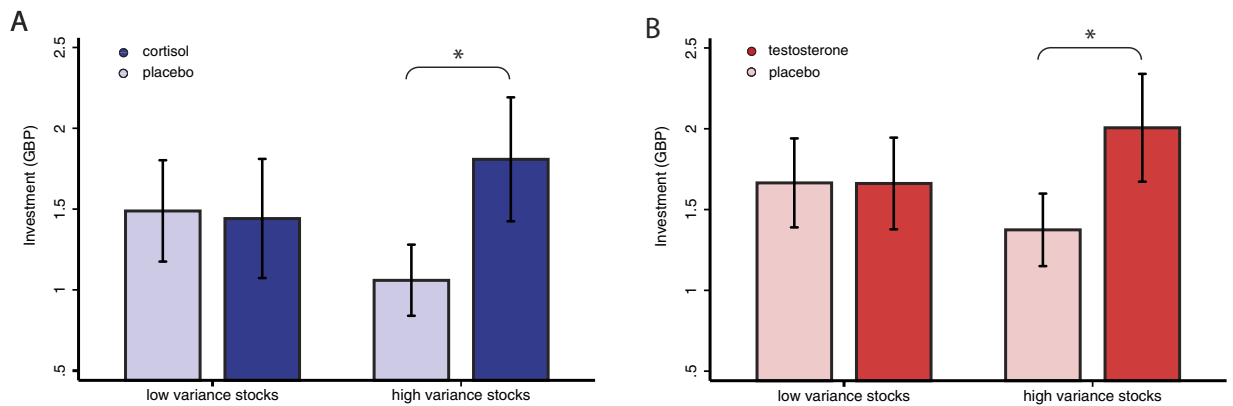 A
cortisol
placebo
*
Investment (GBP)
2.5
2
1.5
1
.5
low variance stocks
high variance stocks
B
testosterone
placebo
*
Investment (GBP)
2.5
2
1.5
1
.5
low variance stocks
high variance stocks